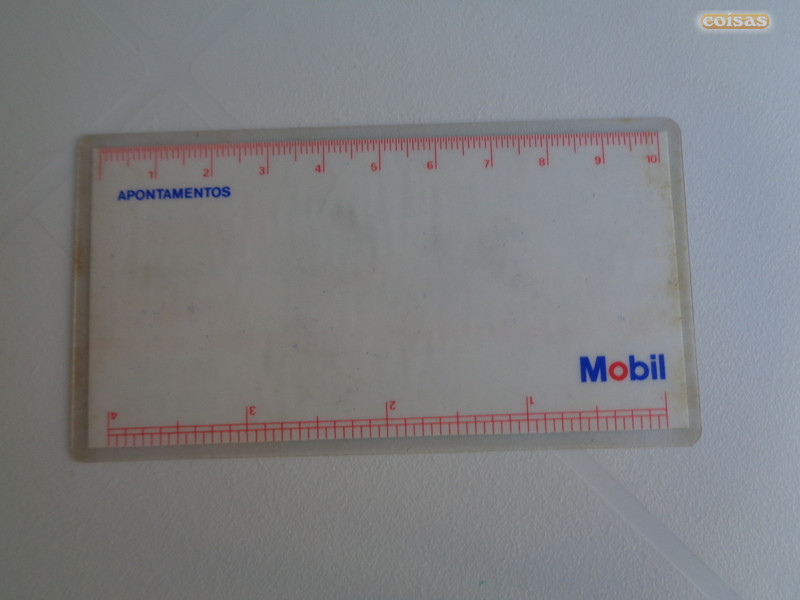 coisas
1 2 3 4 5 6 7 8 9 10
APONTAMENTOS
Mobil
4 3 2 1